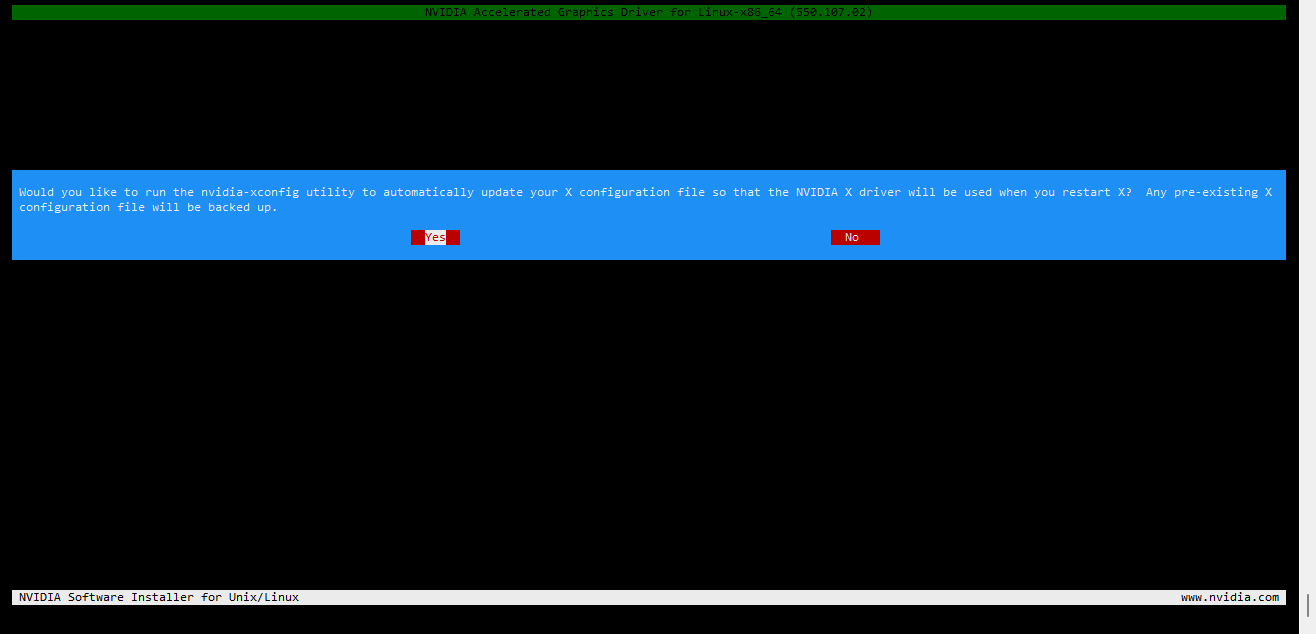 NVIDIA Accelerated Graphics Driver for Linux-x86_64 (550.107.02)
Would you like to run the nvidia-xconfig utility to automatically update your X configuration file so that the NVIDIA X driver will be used when you restart X?  Any pre-existing X
configuration file will be backed up.
Yes No
NVIDIA Software Installer for Unix/Linux www.nvidia.com